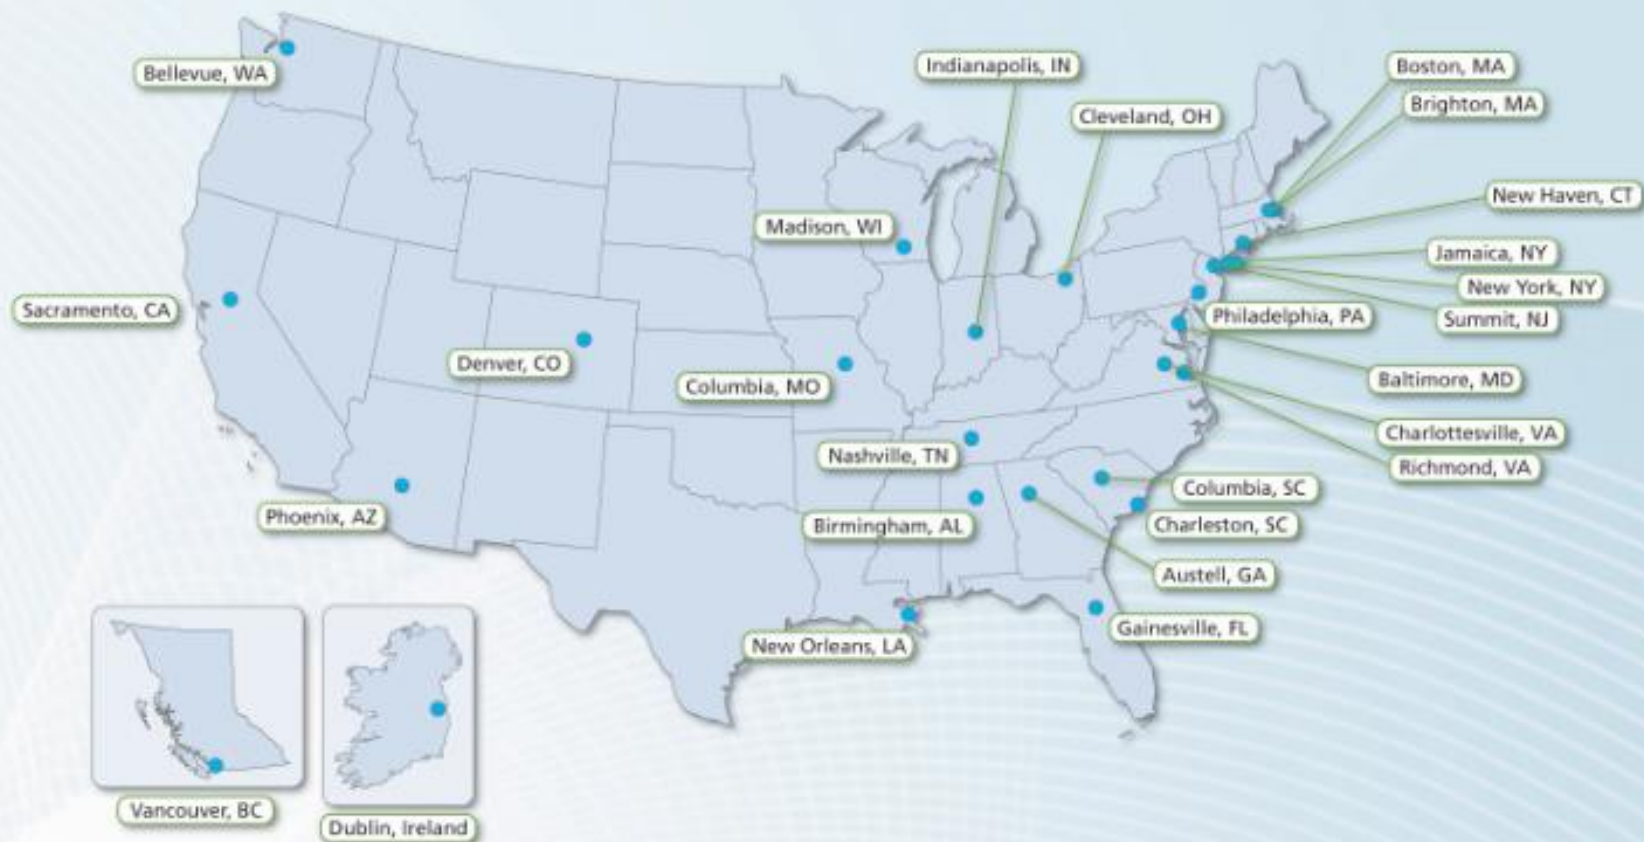 Bellevue, WA
Indianapolis, IN
Boston, MA
Brighton, MA
Cleveland, OH
New Haven, CT
Madison, WI
Jamaica, NY
New York, NY
Sacramento, CA
Philadelphia, PA
Summit, NJ
Denver, CO
Columbia, MO
Baltimore, MD
Charlottesville, VA
Nashville, TN
Richmond, VA
Columbia, SC
Phoenix, AZ
Birmingham, AL
Charleston, SC
Austell, GA
Gainesville, FL
New Orleans, LA
Vancouver, BC
Dublin, Ireland